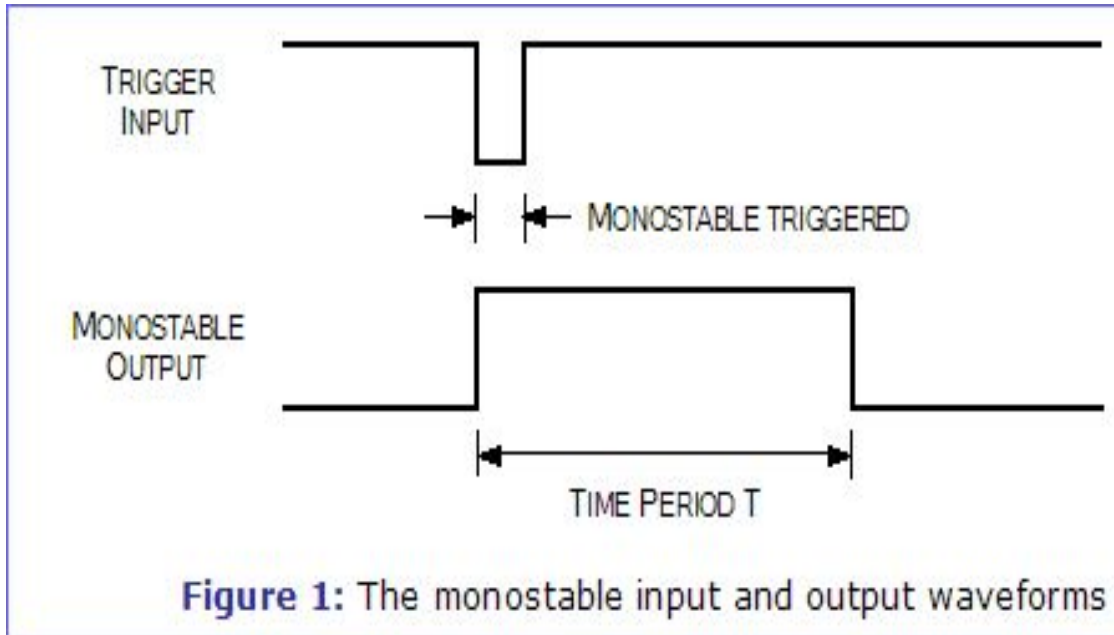 TRIGGER
INPUT
MONOSTABLE TRIGGERED
MONOSTABLE
OUTPUT
TIME PERIOD T
Figure 1: The monostable input and output waveforms